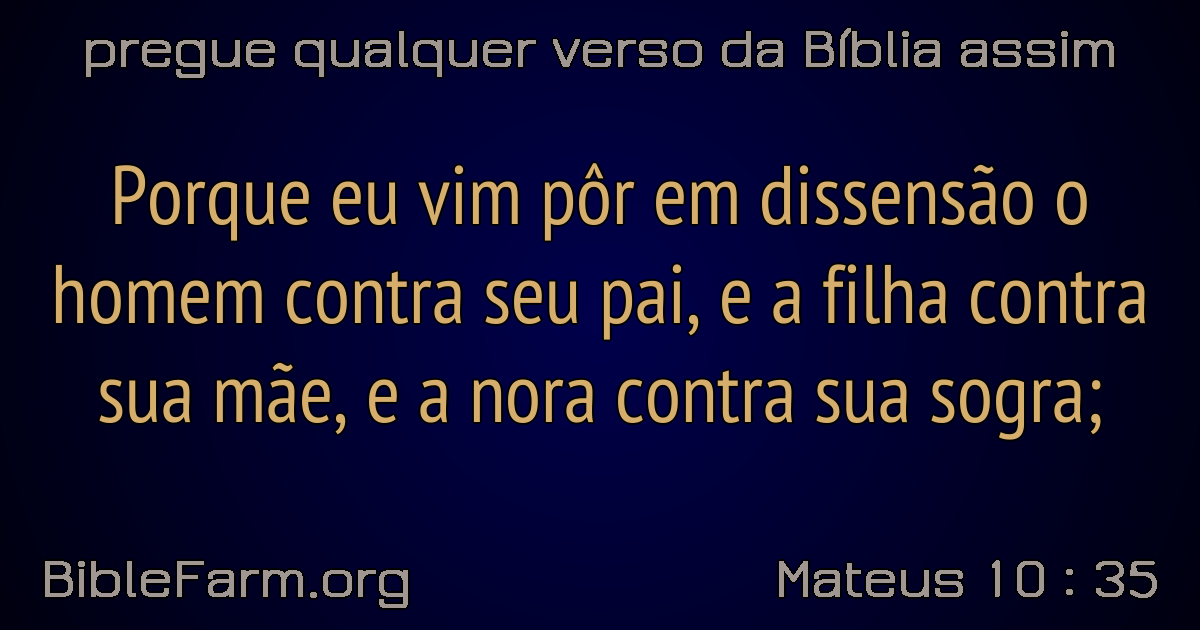 pregue qualquer verso da Bíblia assim
Porque eu vim pôr em dissensão o
homem contra seu pai, e a filha contra
sua mãe, e a nora contra sua sogra;
BibleFarm.org
Mateus 10 : 35